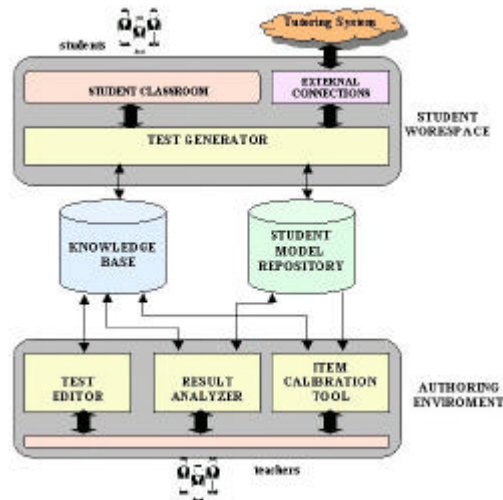 students
Tutoring System
STUDENT CLASSROOM
EXTERNAL
CONNECTIONS
TEST GENERATOR
STUDENT
WORKSPACE
KNOWLEDGE
BASE
STUDENT
MODEL
REPOSITORY
TEST
EDITOR
RESULT
ANALYZER
ITEM
CALIBRATION
TOOL
AUTHORING
ENVIROMENT
teachers